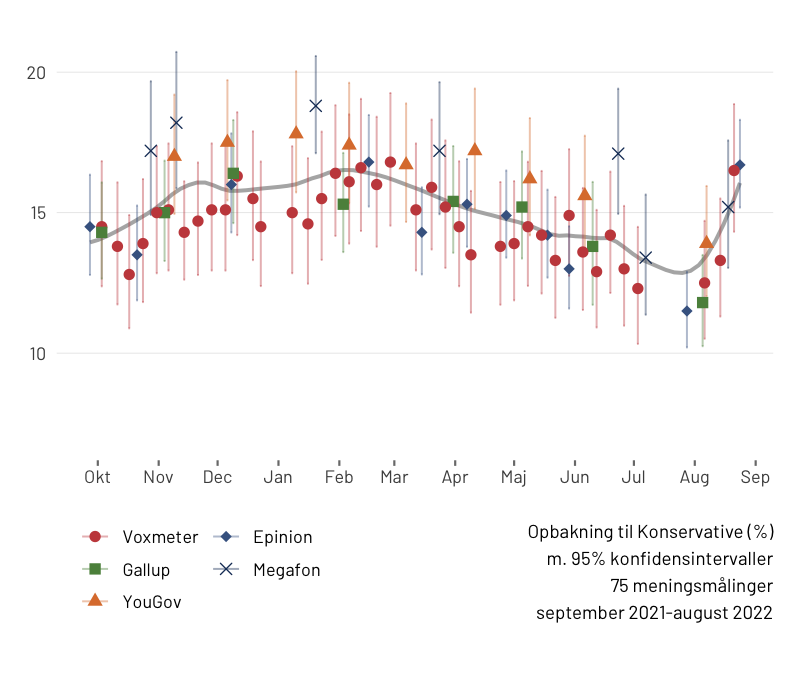 20
15
10
Okt Nov Dec Jan Feb Mar Apr Maj Jun Jul Aug Sep
Voxmeter Epinion
Gallup Megafon
YouGov
Opbakning til Konservative (%)
m. 95% konfidensintervaller
75 meningsmålinger
september 2021-august 2022